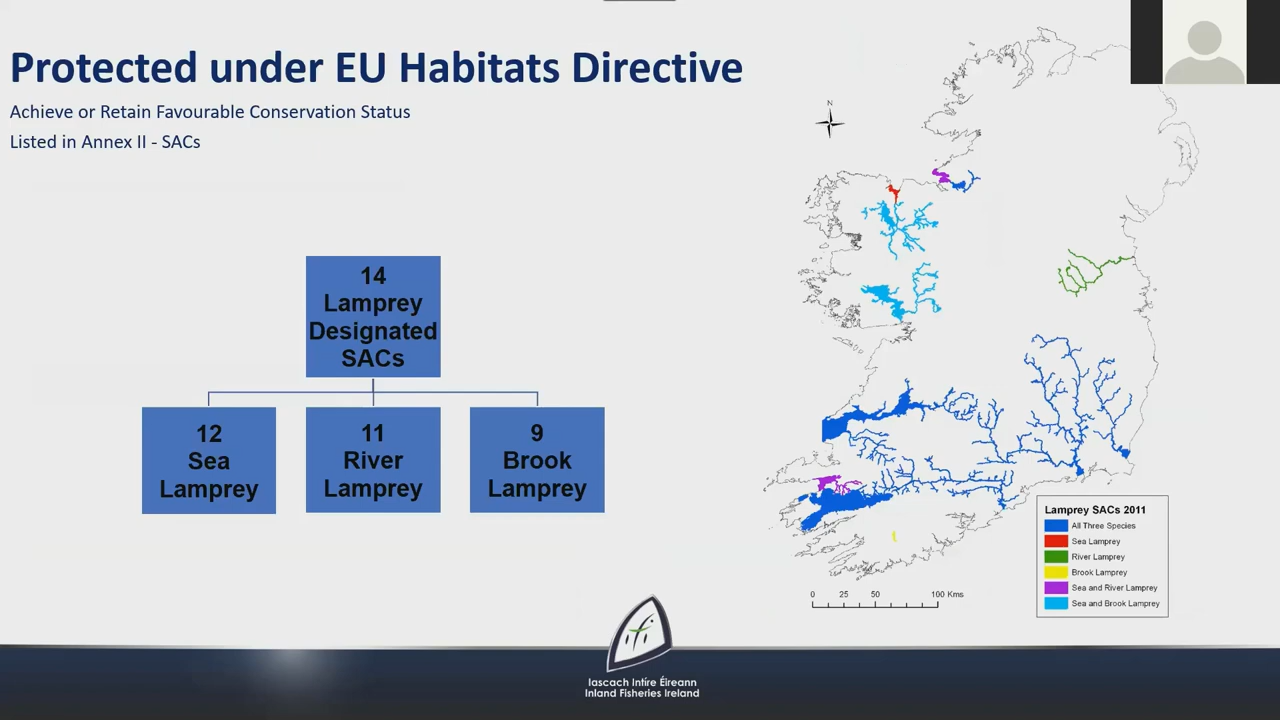 Protected under EU Habitats Directive
Achieve or Retain Favourable Conservation Status
Listed in Annex II - SACs
14
Lamprey
Designated
SACs
12
Sea
Lamprey
11
River
Lamprey
9
Brook
Lamprey
N
Lamprey SACs 2011
All Three Species
Sea Lamprey
River Lamprey
Brook Lamprey
Sea and River Lamprey
Sea and Brook Lamprey
0 25 50 100 Kms
ifi
Iascach Intíre Éireann
Inland Fisheries Ireland